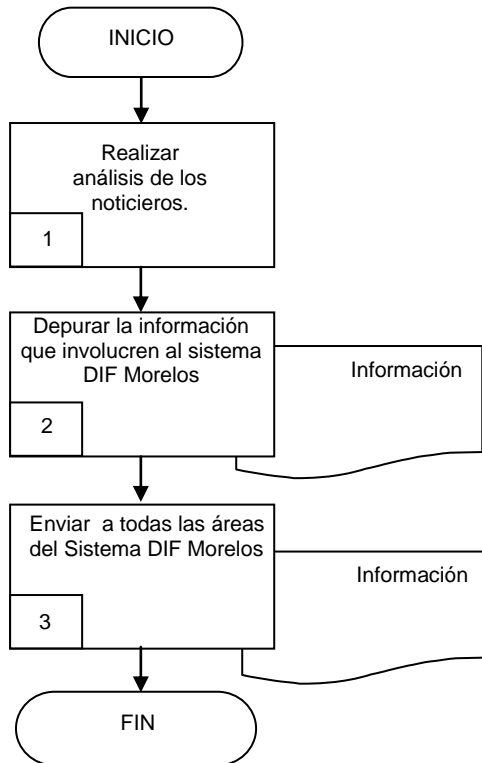 INICIO
Realizar
análisis de los
noticieros.
1
Depurar la información
que involucren al sistema
DIF Morelos
Información
2
Enviar a todas las áreas
del Sistema DIF Morelos
Información
3
FIN